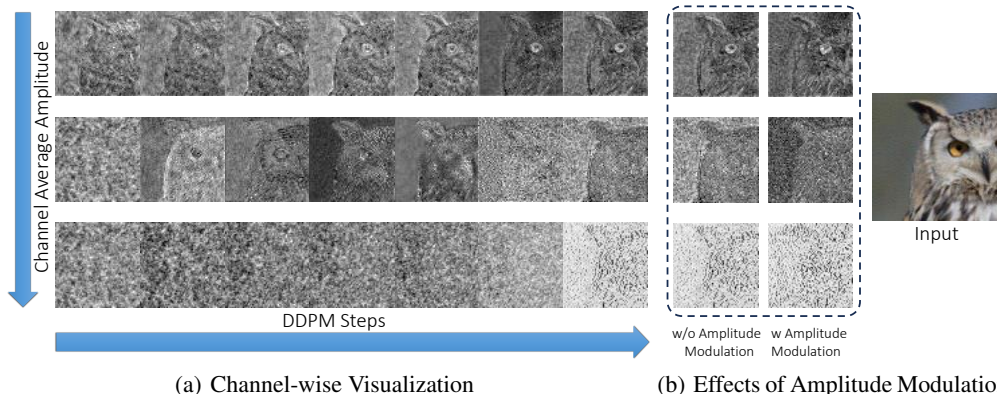 Channel Average Amplitude
DDPM Steps
w/o Amplitude
Modulation
w Amplitude
Modulation
Input
(a) Channel-wise Visualization
(b) Effects of Amplitude Modulatio